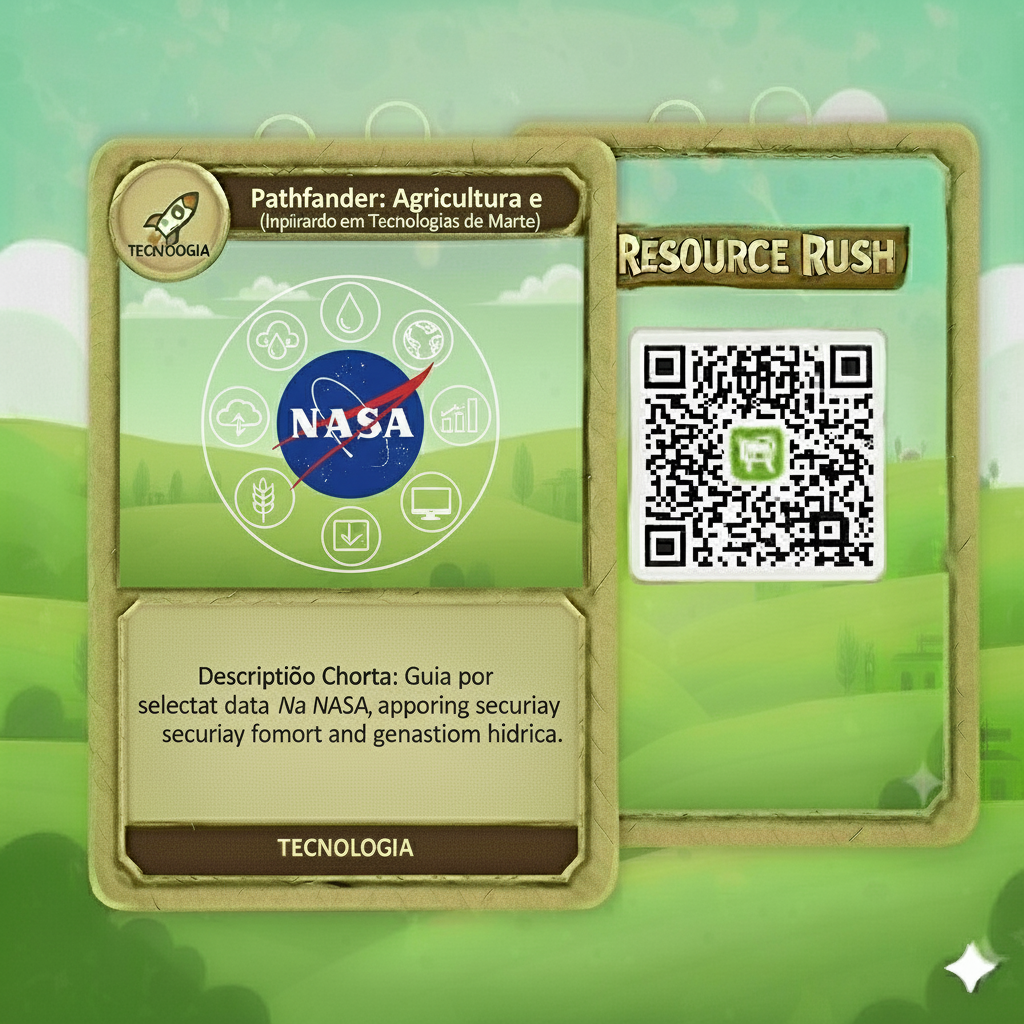 Pathfander: Agricultura e
(Inpiirardo em Tecnologias de Marte)
TECNOOGIA
NASA
Descriptiõo Chorta: Guia por
selectat data Na NASA, apporing securiay
securiay fomort and genastiom hidrica.
TECNOLOGIA
RESOURCE RUSH